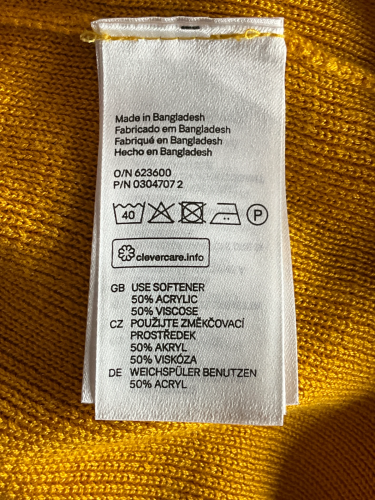 Made in Bangladesh
Fabricado em Bangladesh
Fabriqué en Bangladesh
Hecho en Bangladesh
O/N 623600
P/N 0304707 2
40 P
clevercare.info
GB USE SOFTENER
50% ACRYLIC
50% VISCOSE
CZ POUŽIJTE ZMĚKČOVACÍ
PROSTŘEDEK
50% AKRYL
50% VISKÓZA
DE WEICHSPÜLER BENUTZEN
50% ACRYL